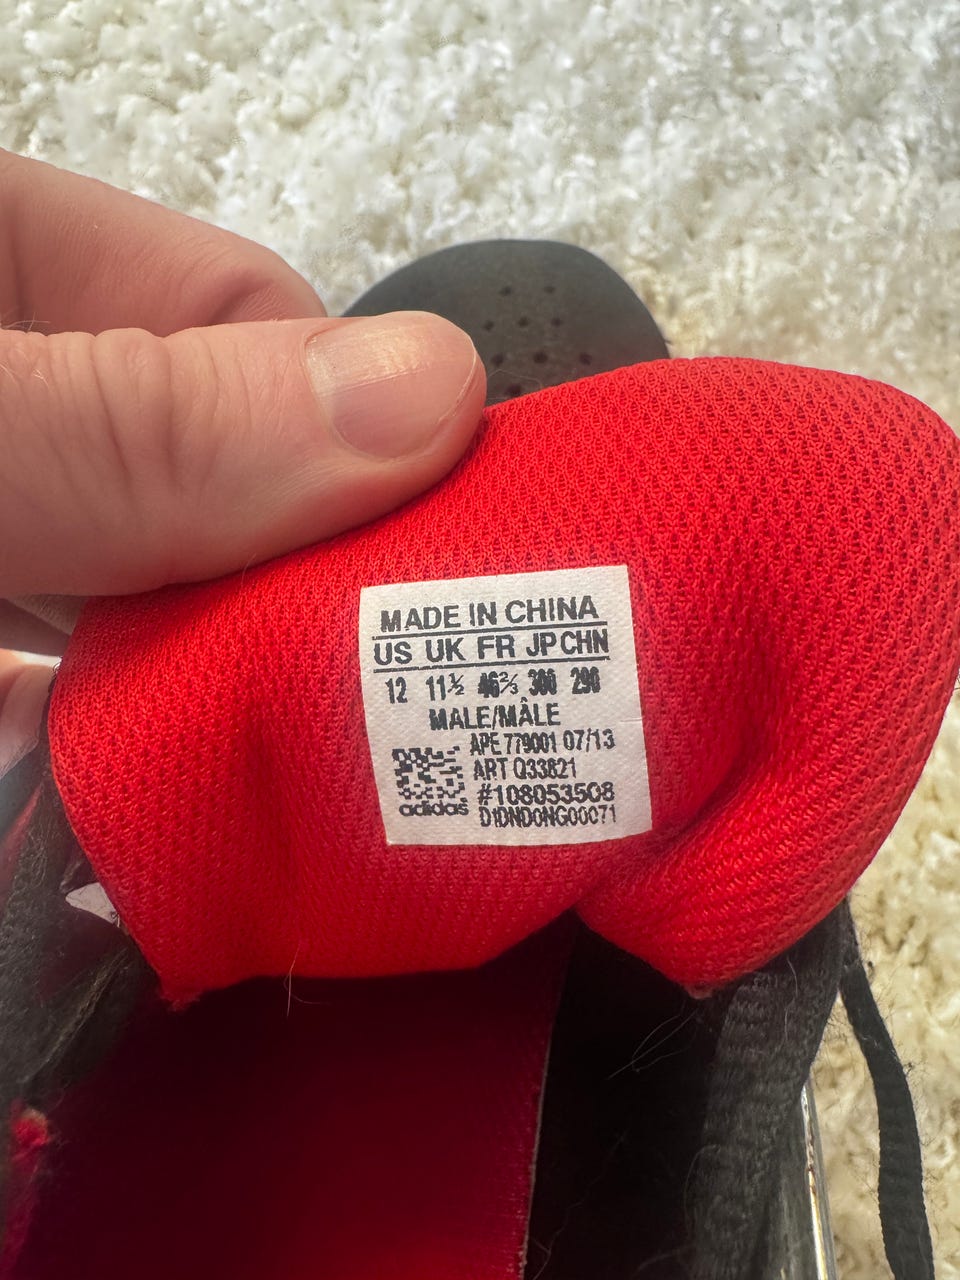 MADE IN CHINA
US UK FR JP CHN
12 11½ 46⅔ 300 290
MALE/MÂLE
APE 779001 07/13
ART Q33821
#108053508
adidas
D1DNDONG00071